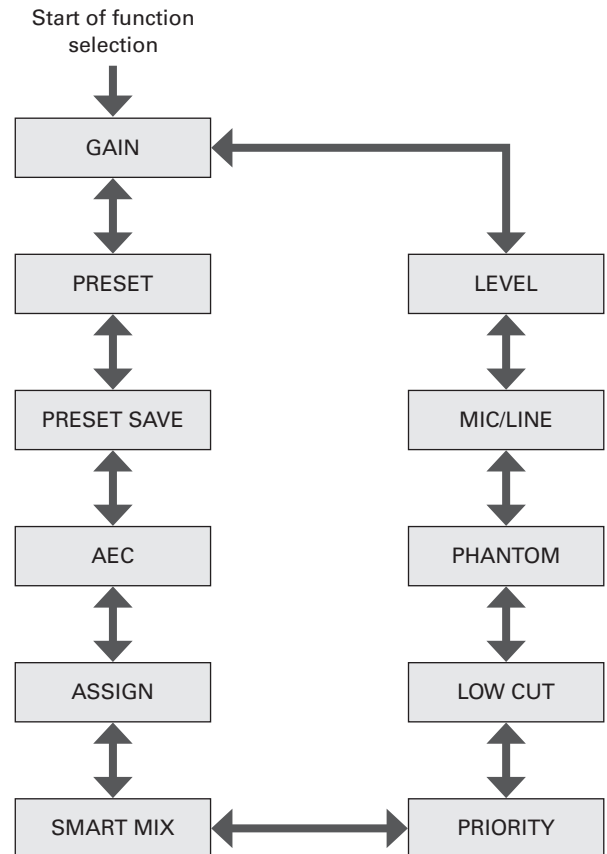 Start of function
selection
GAIN
PRESET
LEVEL
PRESET SAVE
MIC/LINE
AEC
PHANTOM
ASSIGN
LOW CUT
SMART MIX
PRIORITY